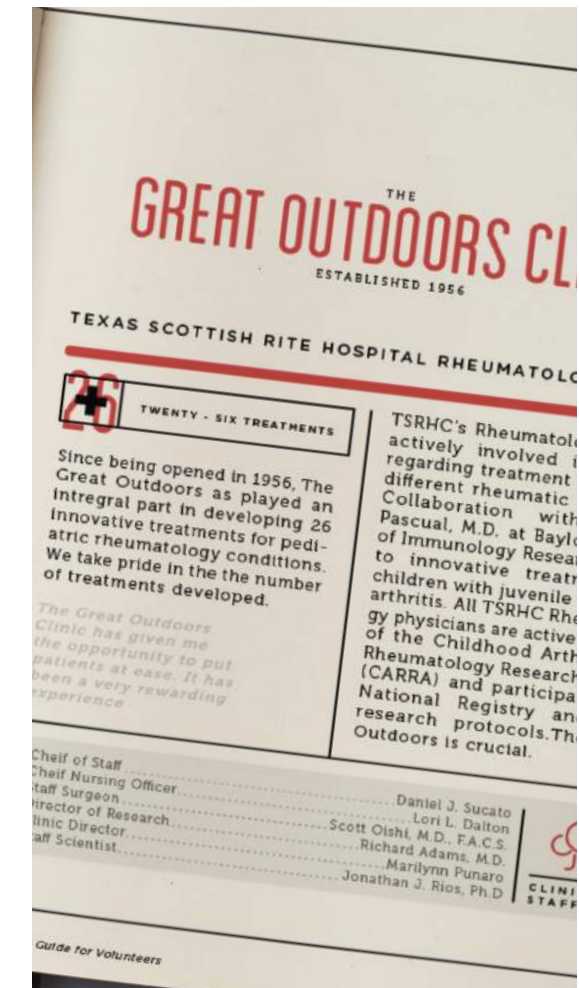 THE
GREAT OUTDOORS CL
ESTABLISHED 1956
TEXAS SCOTTISH RITE HOSPITAL RHEUMATOLO
26
TWENTY - SIX TREATMENTS
Since being opened in 1956, The
Great Outdoors as played an
intregral part in developing 26
innovative treatments for pedi-
atric rheumatology conditions.
We take pride in the the number
of treatments developed.
The Great Outdoors
Clinic has given me
the opportunity to put
patients at ease. It has
been a very rewarding
experience
TSRHC's Rheumatolo
actively involved i
regarding treatment
different rheumatic
Collaboration with
Pascual, M.D. at Baylo
of Immunology Resear
to innovative treatm
children with juvenile
arthritis. All TSRHC Rhe
gy physicians are active
of the Childhood Arth
Rheumatology Research
(CARRA) and participa
National Registry an
research protocols.The
Outdoors is crucial.
Cheif of Staff Daniel J. Sucato
Cheif Nursing Officer Lori L. Dalton
Staff Surgeon Scott Oishi, M.D., F.A.C.S.
Director of Research Richard Adams, M.D.
Clinic Director Marilynn Punaro
taff Scientist Jonathan J. Rios, Ph.D
CLINI
STAFF
Guide for Volunteers